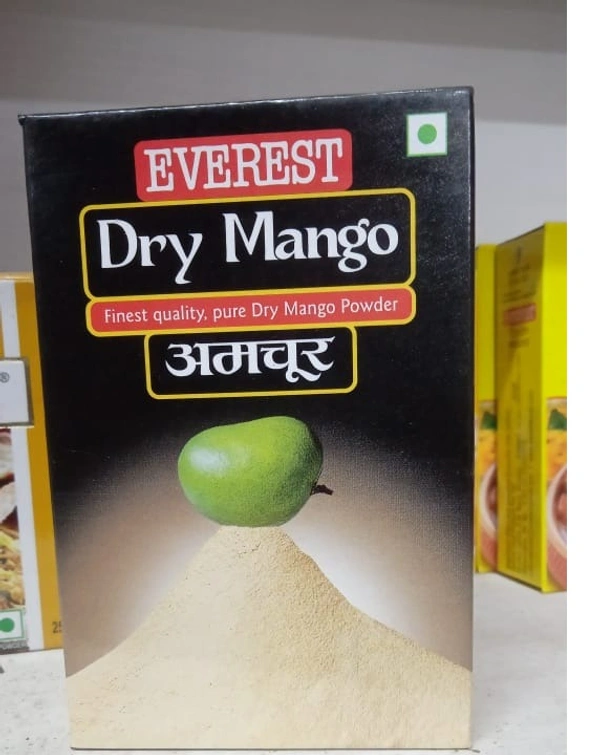 EVEREST
Dry Mango
Finest quality, pure Dry Mango Powder
अमचूर
®